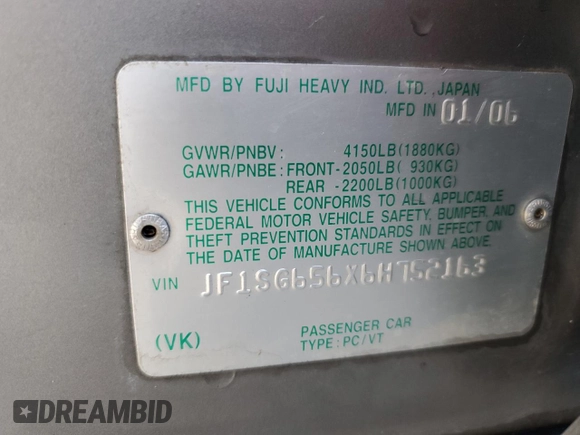 MFD BY FUJI HEAVY IND. LTD., JAPAN
MFD IN 01/06
GVWR/PNBV: 4150LB(1880KG)
GAWR/PNBE: FRONT-2050LB( 930KG)
REAR -2200LB(1000KG)
THIS VEHICLE CONFORMS TO ALL APPLICABLE
FEDERAL MOTOR VEHICLE SAFETY, BUMPER, AND
THEFT PREVENTION STANDARDS IN EFFECT ON
THE DATE OF MANUFACTURE SHOWN ABOVE.
VIN JF1SG656X6H752163
(VK)
PASSENGER CAR
TYPE: PC/VT
DREAMBID